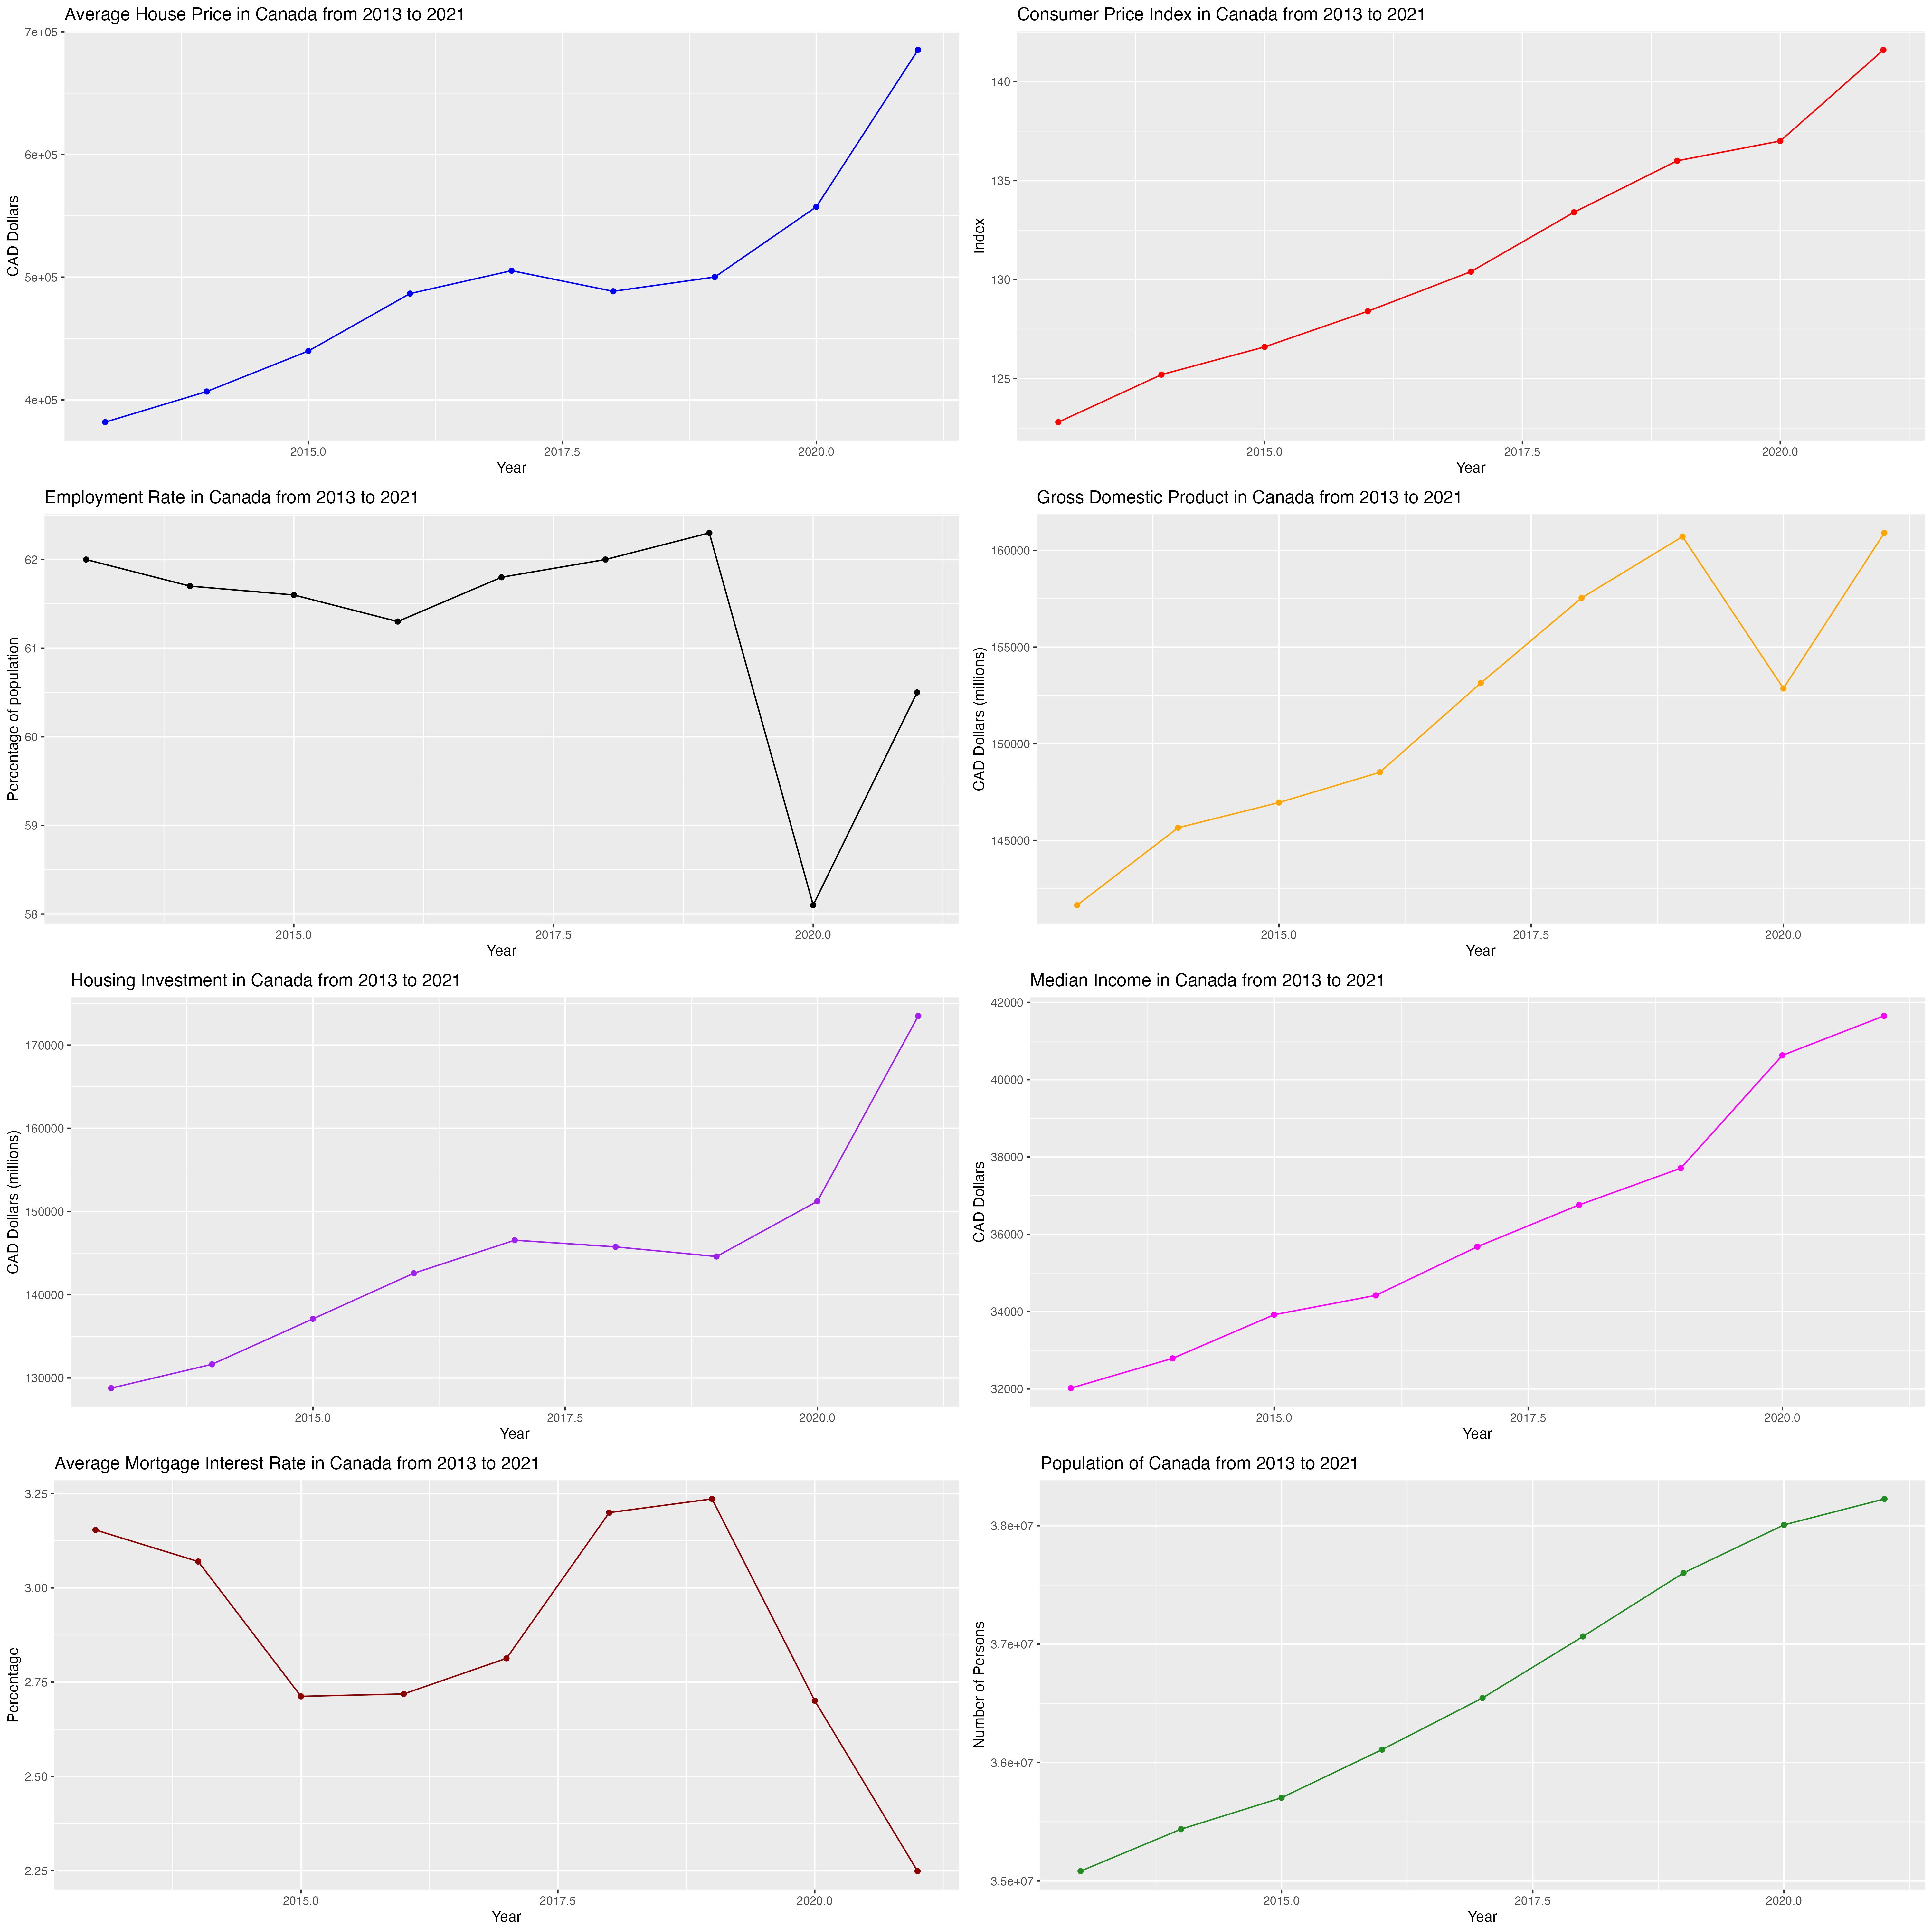 Average House Price in Canada from 2013 to 2021
CAD Dollars
7e+05
6e+05
5e+05
4e+05
2015.0 2017.5 2020.0
Year
Consumer Price Index in Canada from 2013 to 2021
Index
140
135
130
125
2015.0 2017.5 2020.0
Year
Employment Rate in Canada from 2013 to 2021
Percentage of population
62
61
60
59
58
2015.0 2017.5 2020.0
Year
Gross Domestic Product in Canada from 2013 to 2021
CAD Dollars (millions)
160000
155000
150000
145000
2015.0 2017.5 2020.0
Year
Housing Investment in Canada from 2013 to 2021
CAD Dollars (millions)
170000
160000
150000
140000
130000
2015.0 2017.5 2020.0
Year
Median Income in Canada from 2013 to 2021
CAD Dollars
42000
40000
38000
36000
34000
32000
2015.0 2017.5 2020.0
Year
Average Mortgage Interest Rate in Canada from 2013 to 2021
Percentage
3.25
3.00
2.75
2.50
2.25
2015.0 2017.5 2020.0
Year
Population of Canada from 2013 to 2021
Number of Persons
3.8e+07
3.7e+07
3.6e+07
3.5e+07
2015.0 2017.5 2020.0
Year